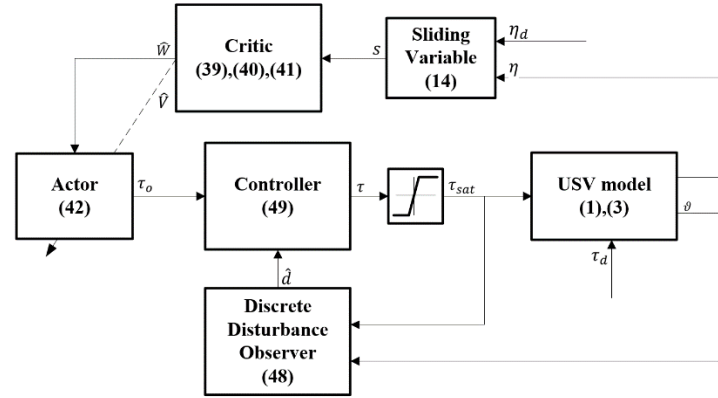 Ŵ
Critic
(39),(40),(41)
s
Sliding
Variable
(14)
η_d
η
V̂
Actor
(42)
τ_o
Controller
(49)
τ
τ_sat
USV model
(1),(3)
ϑ
τ_d
d̂
Discrete
Disturbance
Observer
(48)